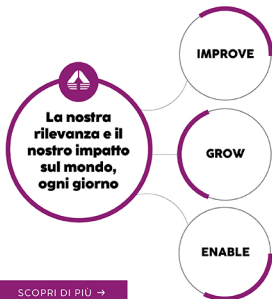 La nostra
rilevanza e il
nostro impatto
sul mondo,
ogni giorno
IMPROVE
GROW
ENABLE
SCOPRI DI PIÙ →